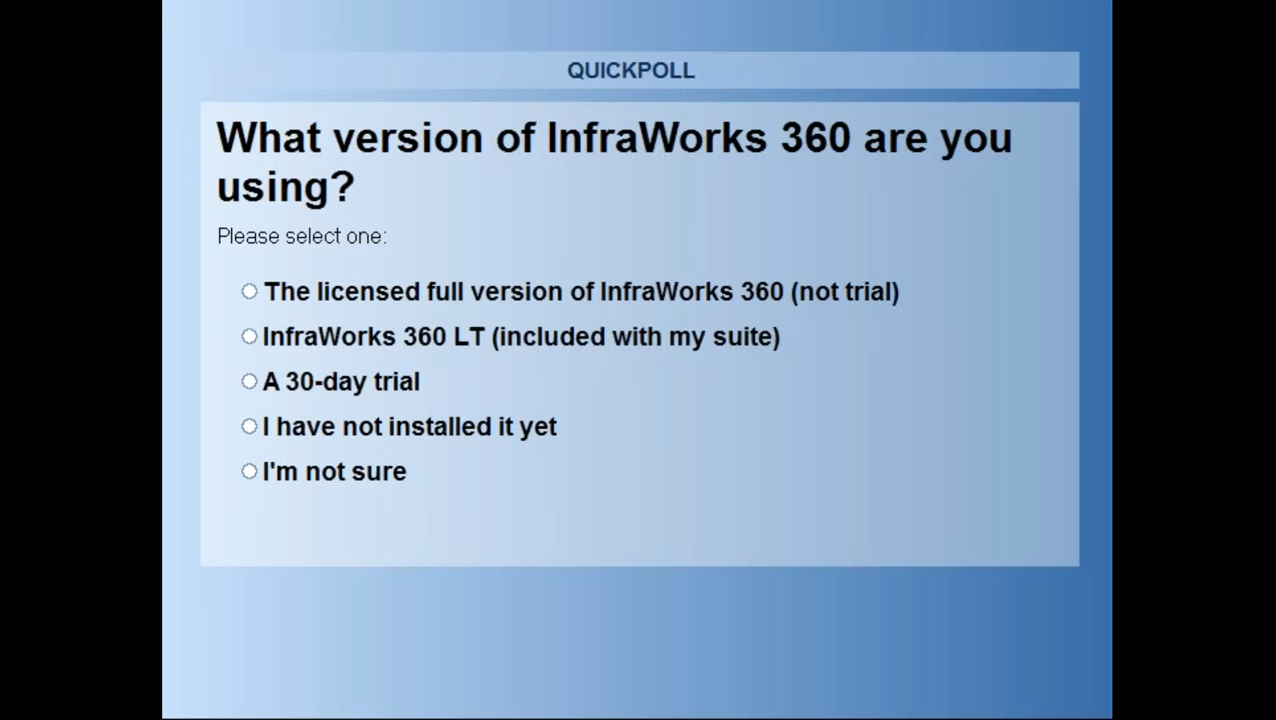 QUICKPOLL
What version of InfraWorks 360 are you
using?
Please select one:
The licensed full version of InfraWorks 360 (not trial)
InfraWorks 360 LT (included with my suite)
A 30-day trial
I have not installed it yet
I'm not sure